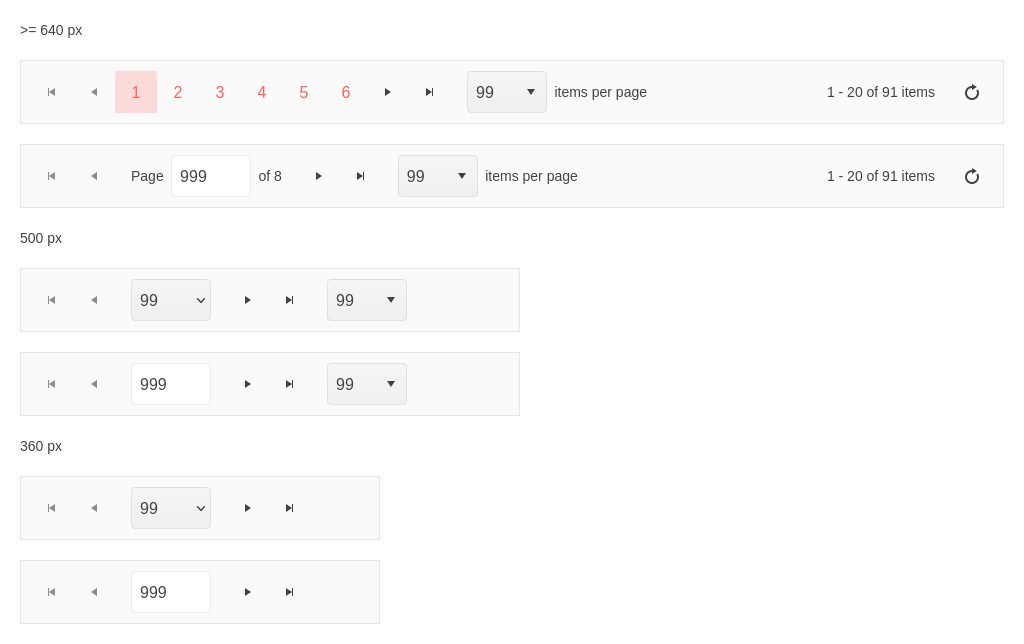 >= 640 px
1 2 3 4 5 6 99 items per page 1 - 20 of 91 items
Page 999 of 8 99 items per page 1 - 20 of 91 items
500 px
99 99
999 99
360 px
99
999